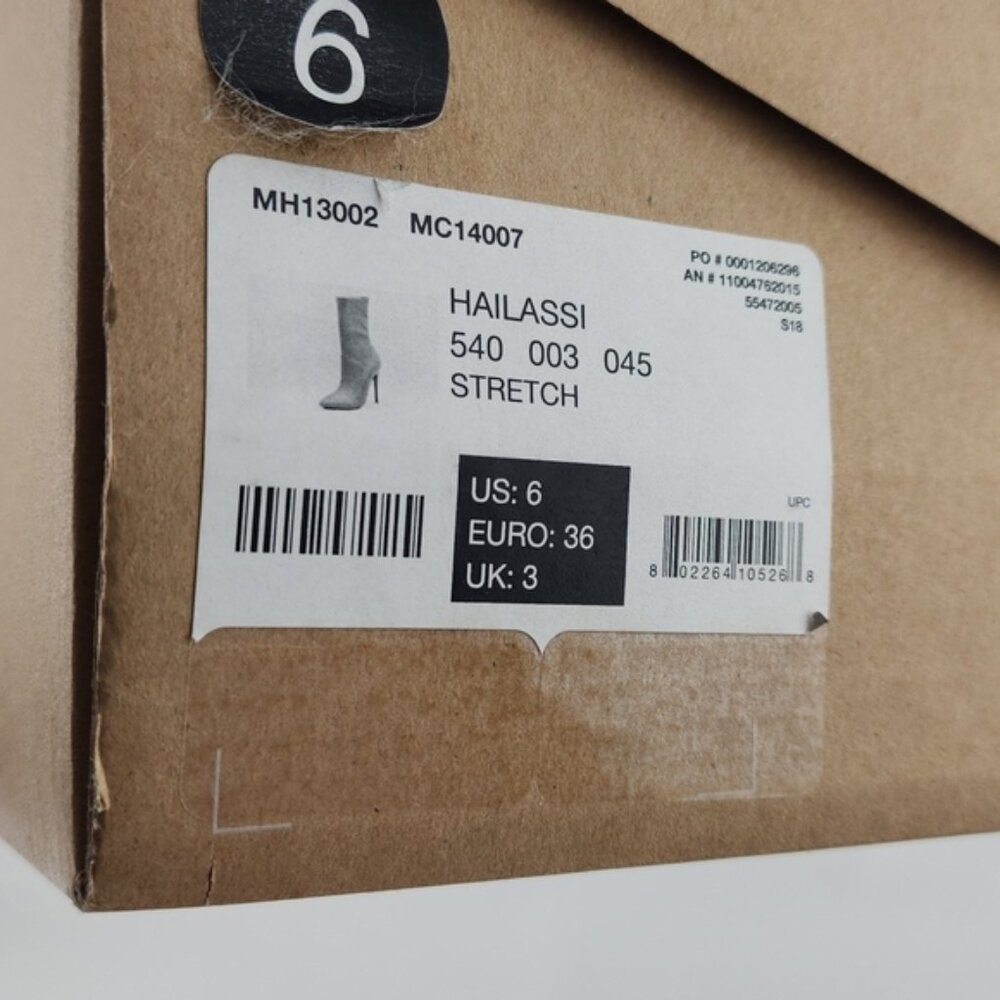 6
MH13002 MC14007
PO # 0001206296
AN # 11004762015
55472005
S18
HAILASSI
540 003 045
STRETCH
US: 6
EURO: 36
UK: 3
UPC
8 02264 10526 8